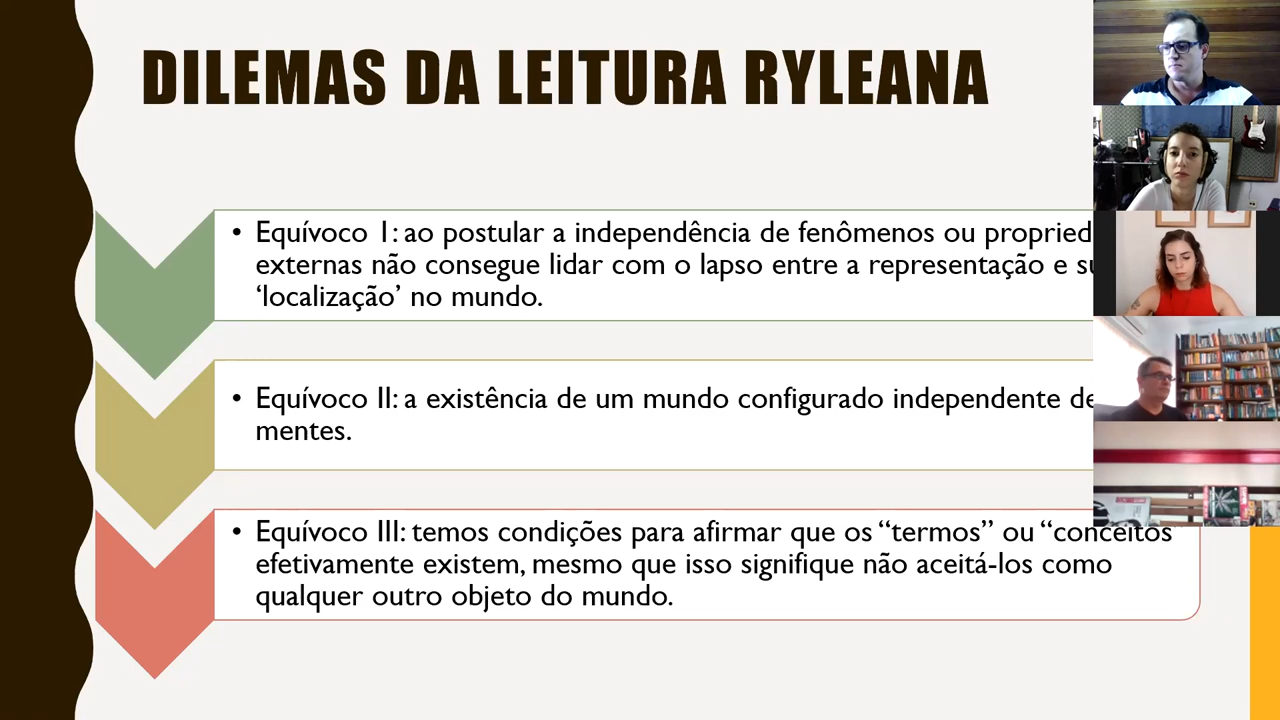 DILEMAS DA LEITURA RYLEANA
• Equívoco I: ao postular a independência de fenômenos ou propried
externas não consegue lidar com o lapso entre a representação e
‘localização’ no mundo.
• Equívoco II: a existência de um mundo configurado independente
mentes.
• Equívoco III: temos condições para afirmar que os “termos” ou “conceitos
efetivamente existem, mesmo que isso signifique não aceitá-los como
qualquer outro objeto do mundo.